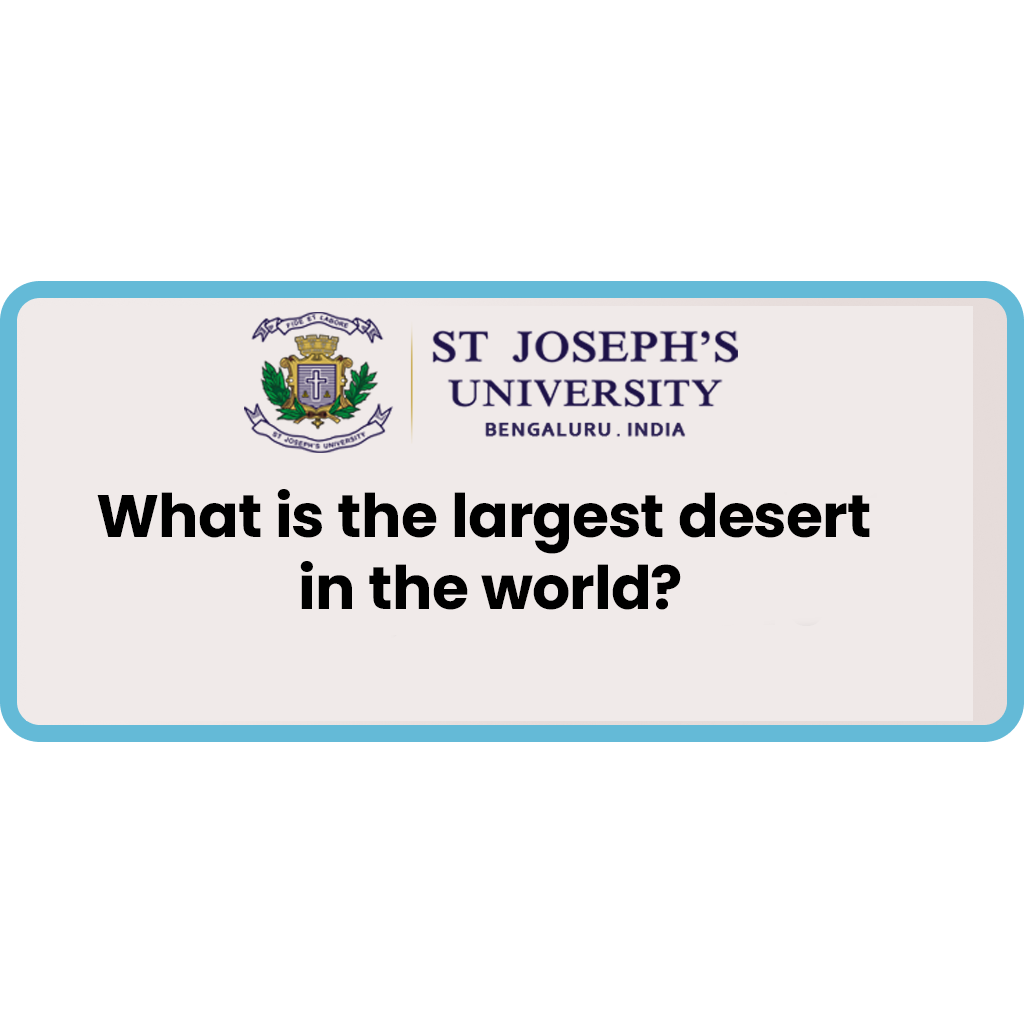 FIDE ET LABORE
ST JOSEPH'S UNIVERSITY
ST JOSEPH'S
UNIVERSITY
BENGALURU . INDIA
What is the largest desert
in the world?